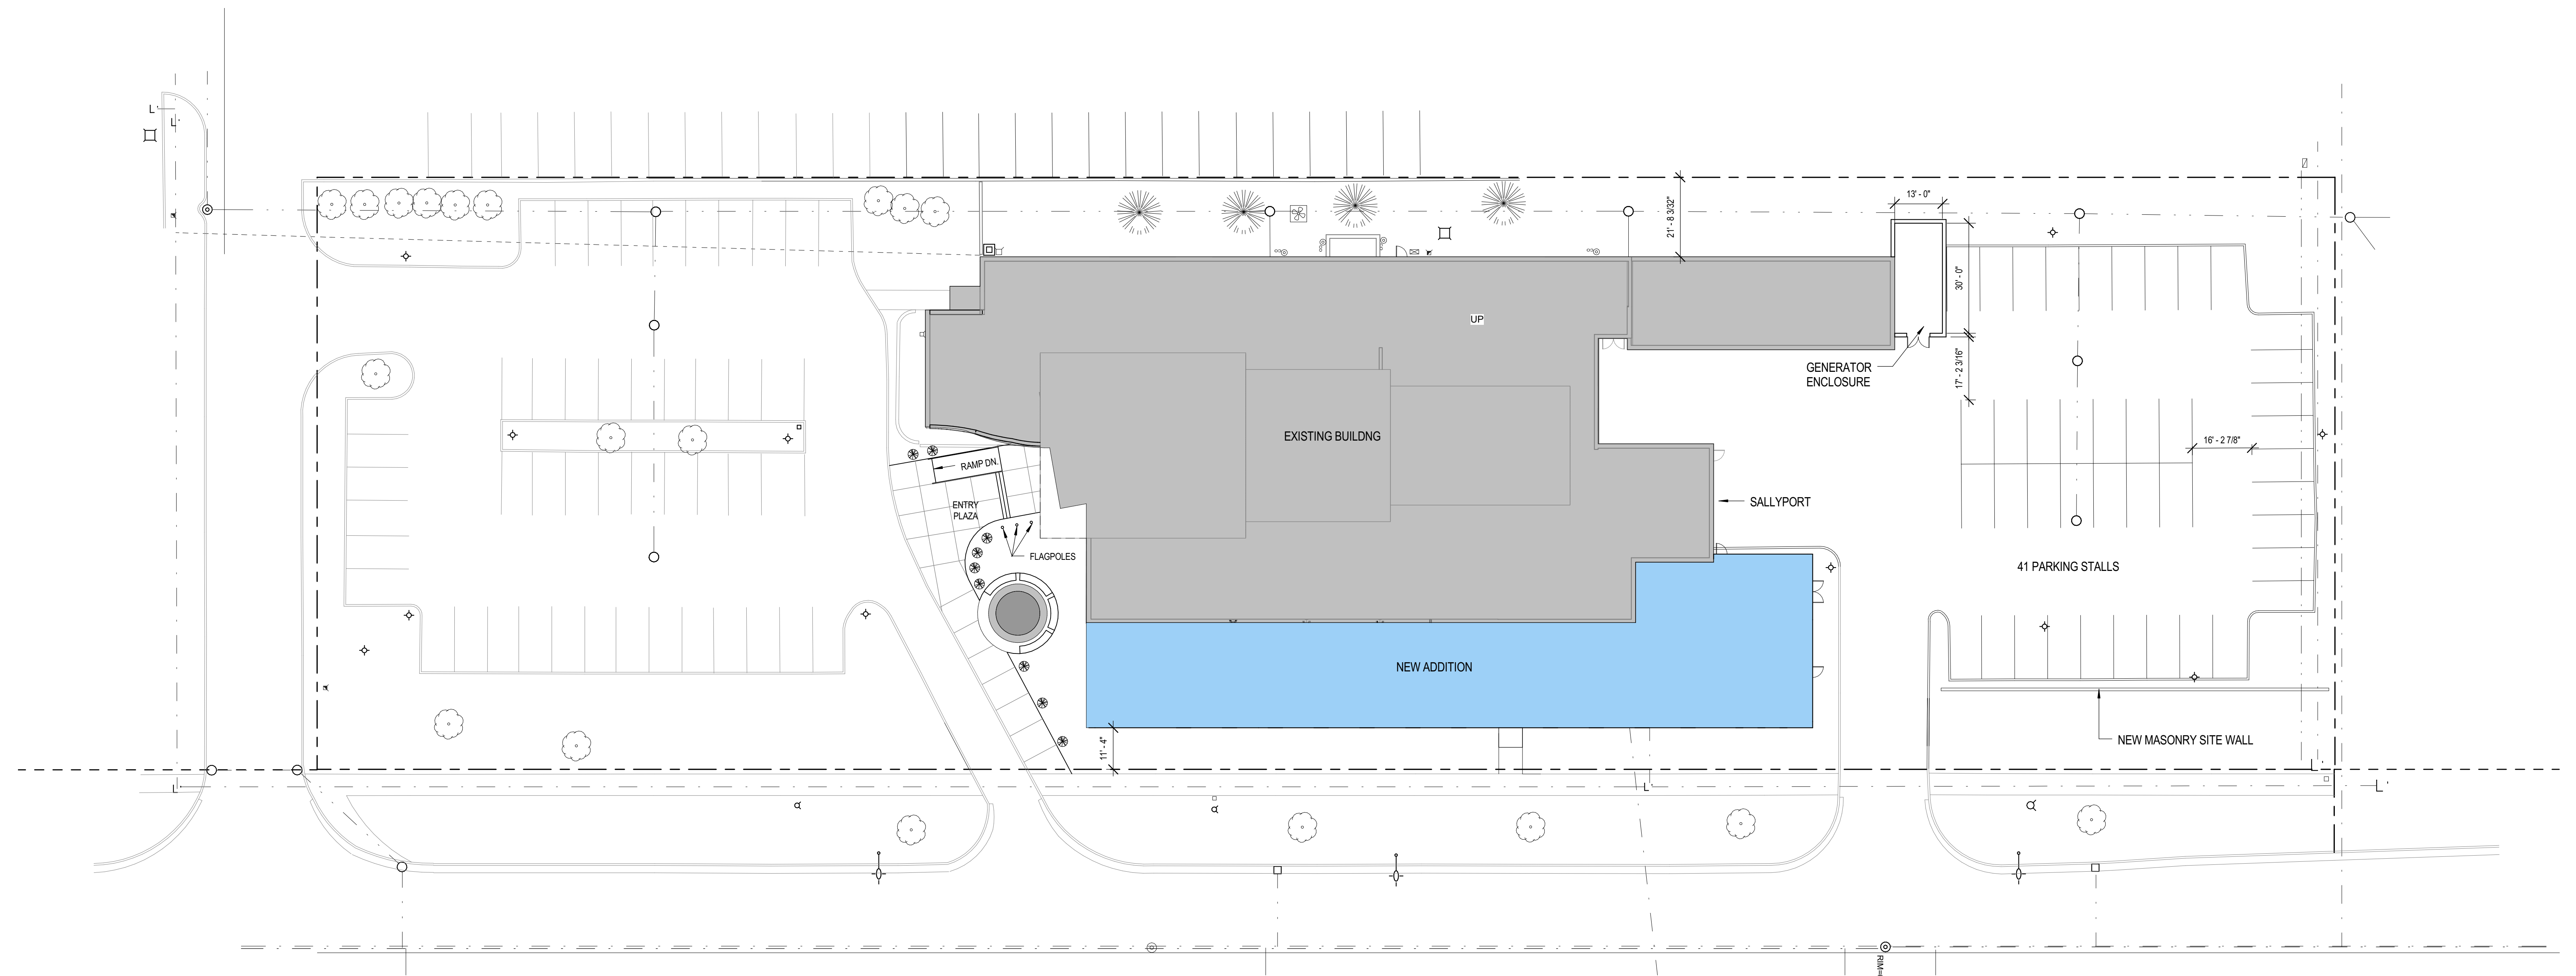 L'
L'
13' - 0"
21' - 8 3/32"
30' - 0"
UP
GENERATOR
ENCLOSURE
17' - 2 3/16"
EXISTING BUILDNG
16' - 2 7/8"
RAMP DN.
ENTRY
PLAZA
SALLYPORT
FLAGPOLES
41 PARKING STALLS
NEW ADDITION
11' - 4"
NEW MASONRY SITE WALL
L'
L'
L'
L'
RIM=